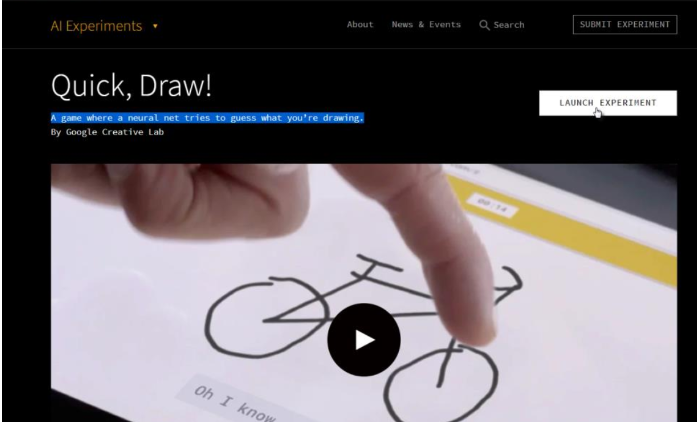 AI Experiments
About News & Events Search SUBMIT EXPERIMENT
Quick, Draw!
LAUNCH EXPERIMENT
A game where a neural net tries to guess what you're drawing.
By Google Creative Lab
00:14
Oh I know